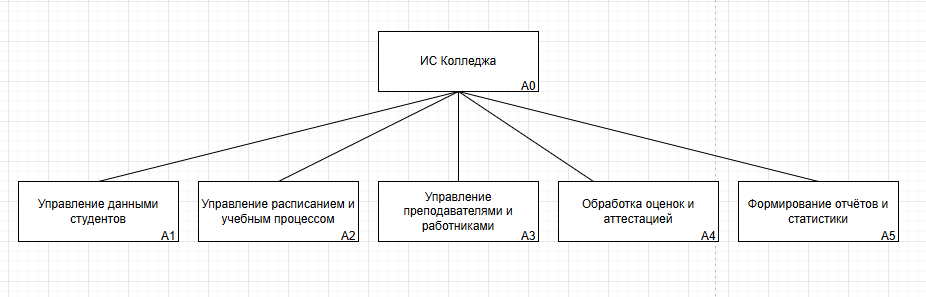 ИС Колледжа
A0
Управление данными
студентов
A1
Управление расписанием и
учебным процессом
A2
Управление
преподавателями и
работниками
A3
Обработка оценок и
аттестацией
A4
Формирование отчётов и
статистики
A5